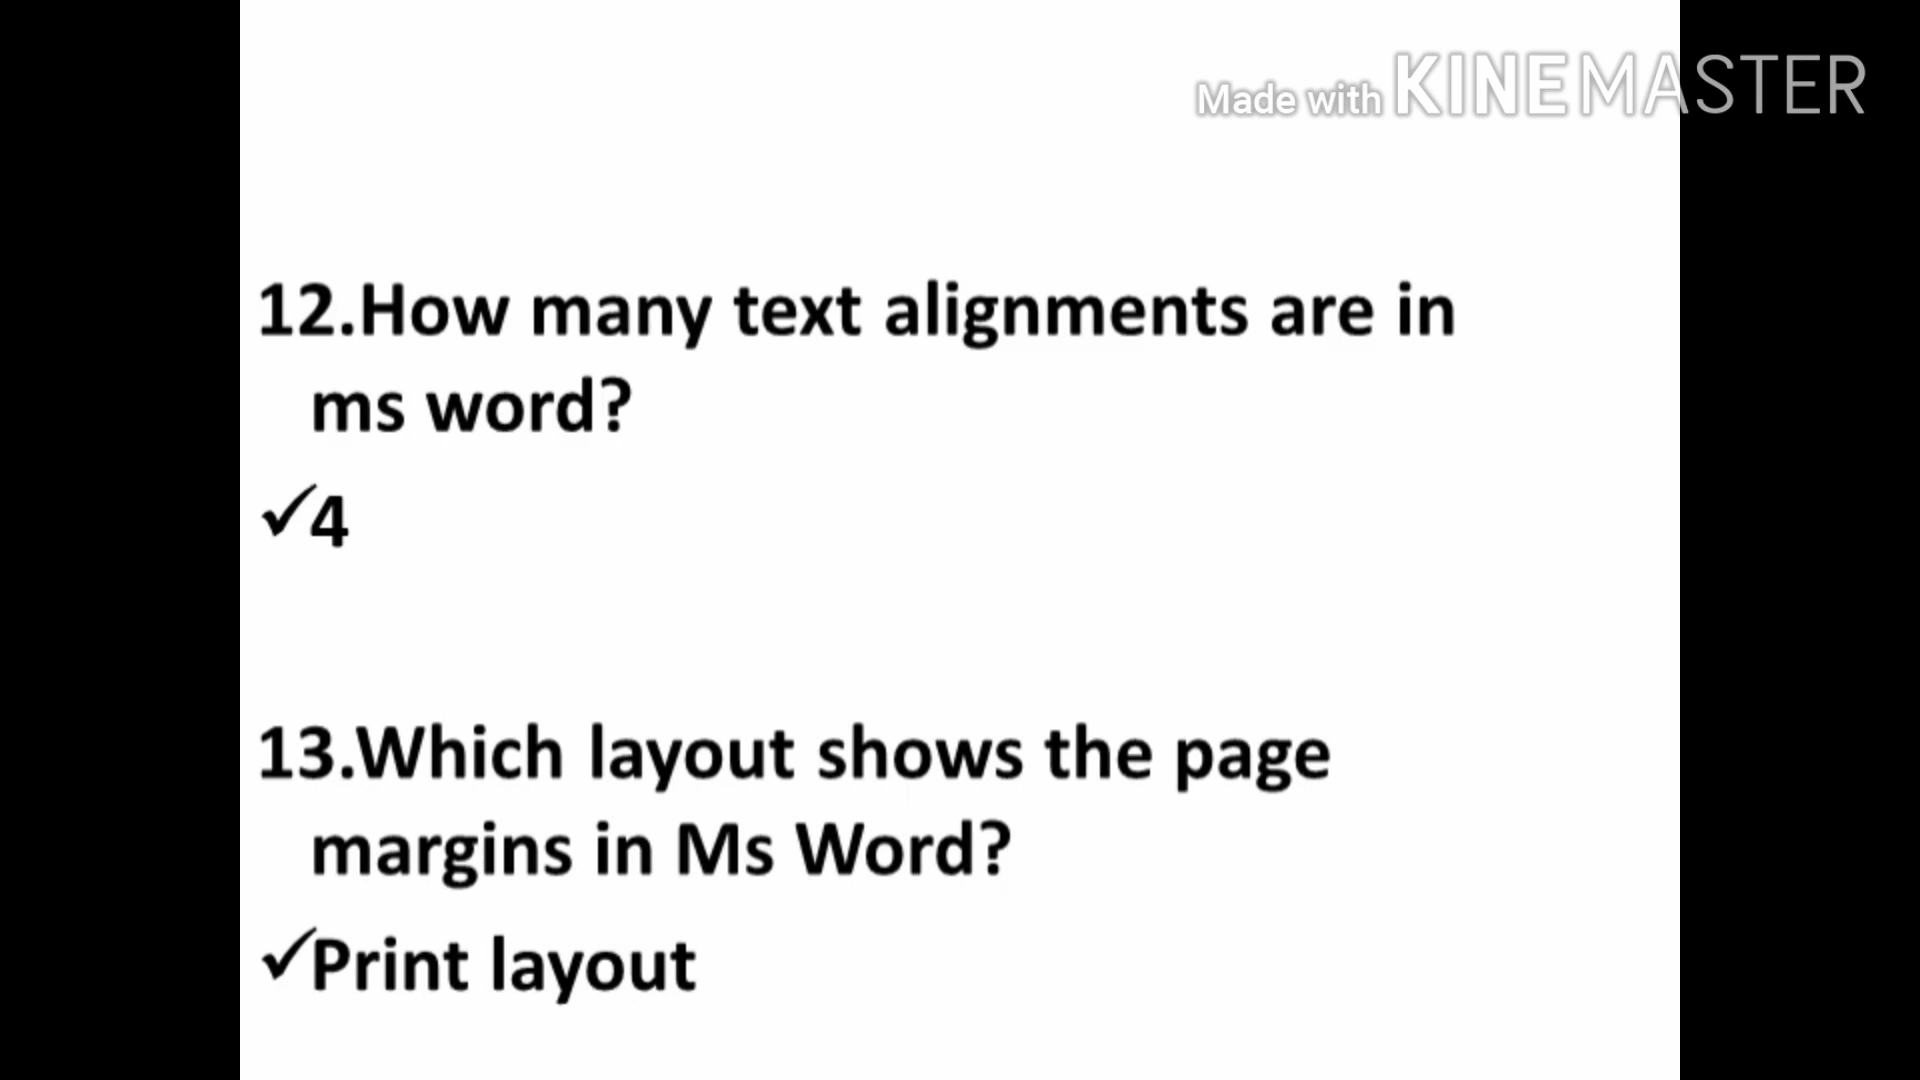 Made with KINEMASTER
12.How many text alignments are in
ms word?
✓4
13.Which layout shows the page
margins in Ms Word?
✓Print layout